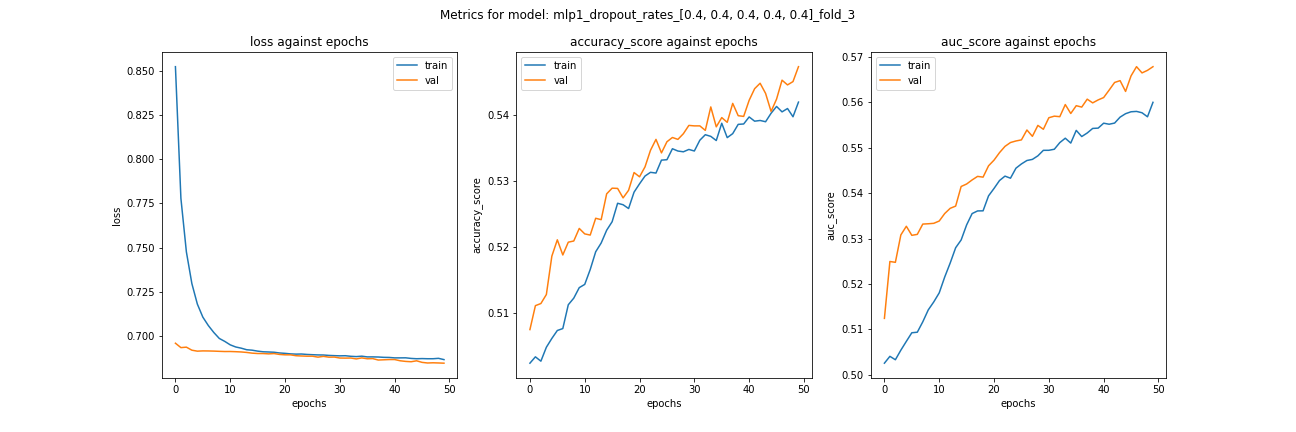 Metrics for model: mlp1_dropout_rates_[0.4, 0.4, 0.4, 0.4, 0.4]_fold_3
loss against epochs
train
val
0.850
0.825
0.800
0.775
0.750
0.725
0.700
loss
0
10
20
30
40
50
epochs
accuracy_score against epochs
train
val
0.54
0.53
0.52
0.51
accuracy_score
0
10
20
30
40
50
epochs
auc_score against epochs
train
val
0.57
0.56
0.55
0.54
0.53
0.52
0.51
0.50
auc_score
0
10
20
30
40
50
epochs